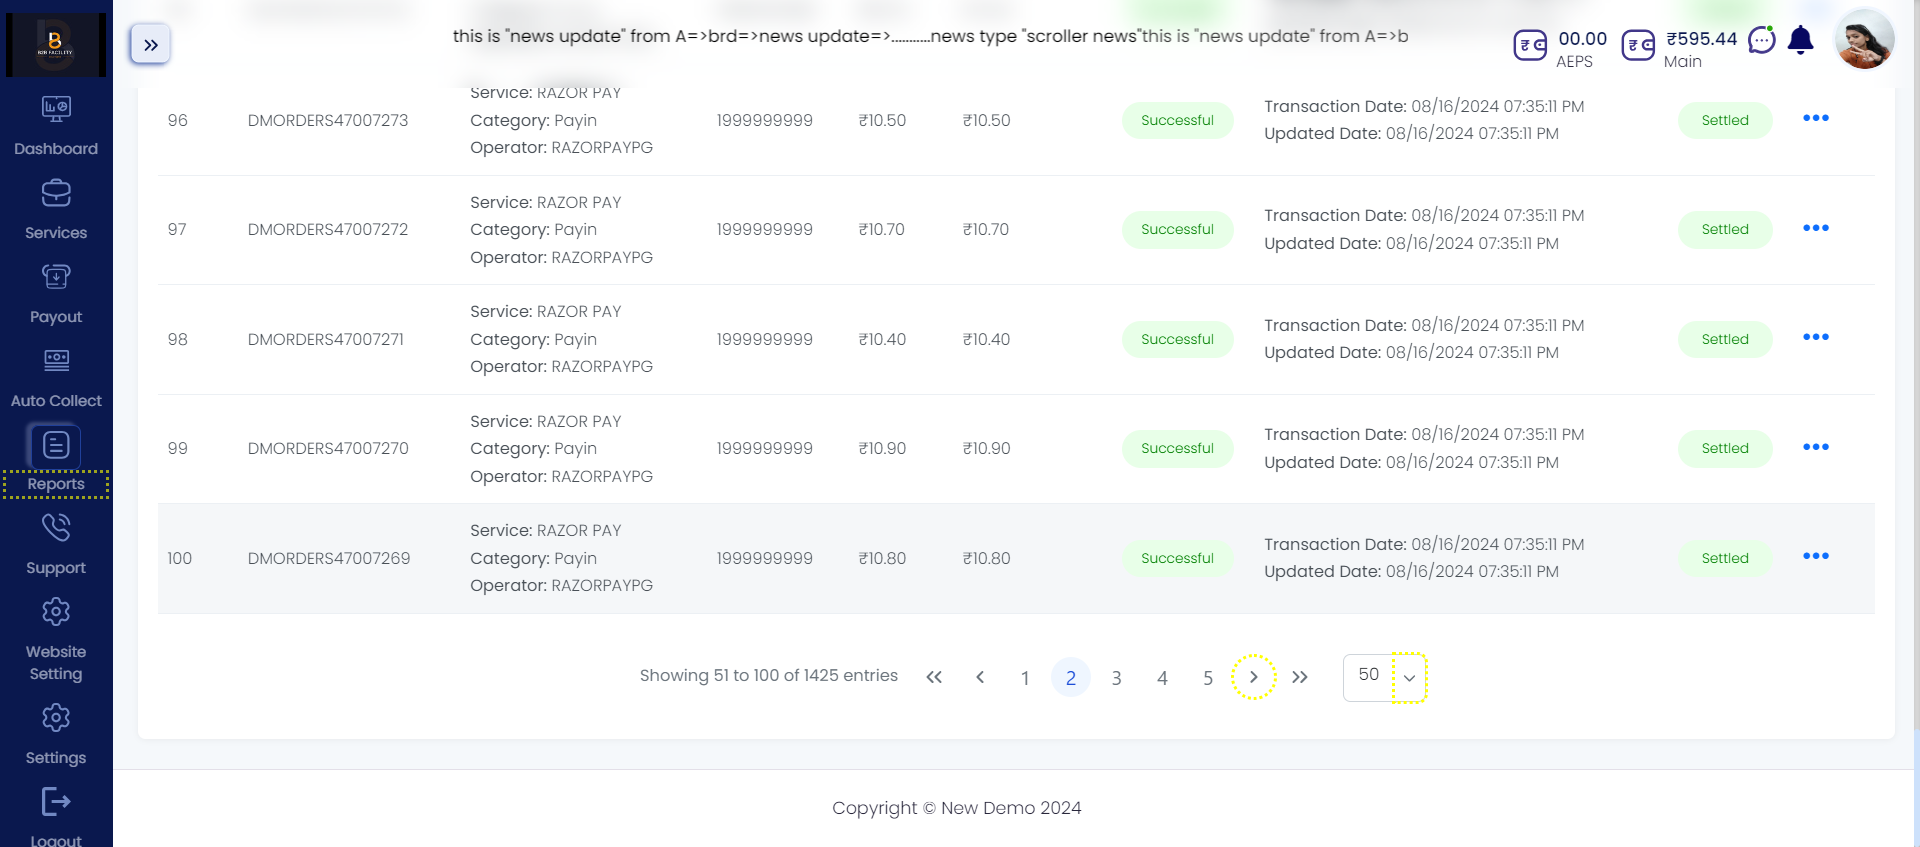 B2B FACILITY
this is "news update" from A=>brd=>news update=>...........news type "scroller news"this is "news update" from A=>b
00.00
AEPS
₹595.44
Main
Dashboard
Services
Payout
Auto Collect
Reports
Support
Website
Setting
Settings
Logout
Service: RAZOR PAY
96 DMORDERS47007273 Category: Payin 1999999999 ₹10.50 ₹10.50 Successful Transaction Date: 08/16/2024 07:35:11 PM Settled
Operator: RAZORPAYPG Updated Date: 08/16/2024 07:35:11 PM
Service: RAZOR PAY
97 DMORDERS47007272 Category: Payin 1999999999 ₹10.70 ₹10.70 Successful Transaction Date: 08/16/2024 07:35:11 PM Settled
Operator: RAZORPAYPG Updated Date: 08/16/2024 07:35:11 PM
Service: RAZOR PAY
98 DMORDERS47007271 Category: Payin 1999999999 ₹10.40 ₹10.40 Successful Transaction Date: 08/16/2024 07:35:11 PM Settled
Operator: RAZORPAYPG Updated Date: 08/16/2024 07:35:11 PM
Service: RAZOR PAY
99 DMORDERS47007270 Category: Payin 1999999999 ₹10.90 ₹10.90 Successful Transaction Date: 08/16/2024 07:35:11 PM Settled
Operator: RAZORPAYPG Updated Date: 08/16/2024 07:35:11 PM
Service: RAZOR PAY
100 DMORDERS47007269 Category: Payin 1999999999 ₹10.80 ₹10.80 Successful Transaction Date: 08/16/2024 07:35:11 PM Settled
Operator: RAZORPAYPG Updated Date: 08/16/2024 07:35:11 PM
Showing 51 to 100 of 1425 entries « ‹ 1 2 3 4 5 › » 50
Copyright © New Demo 2024